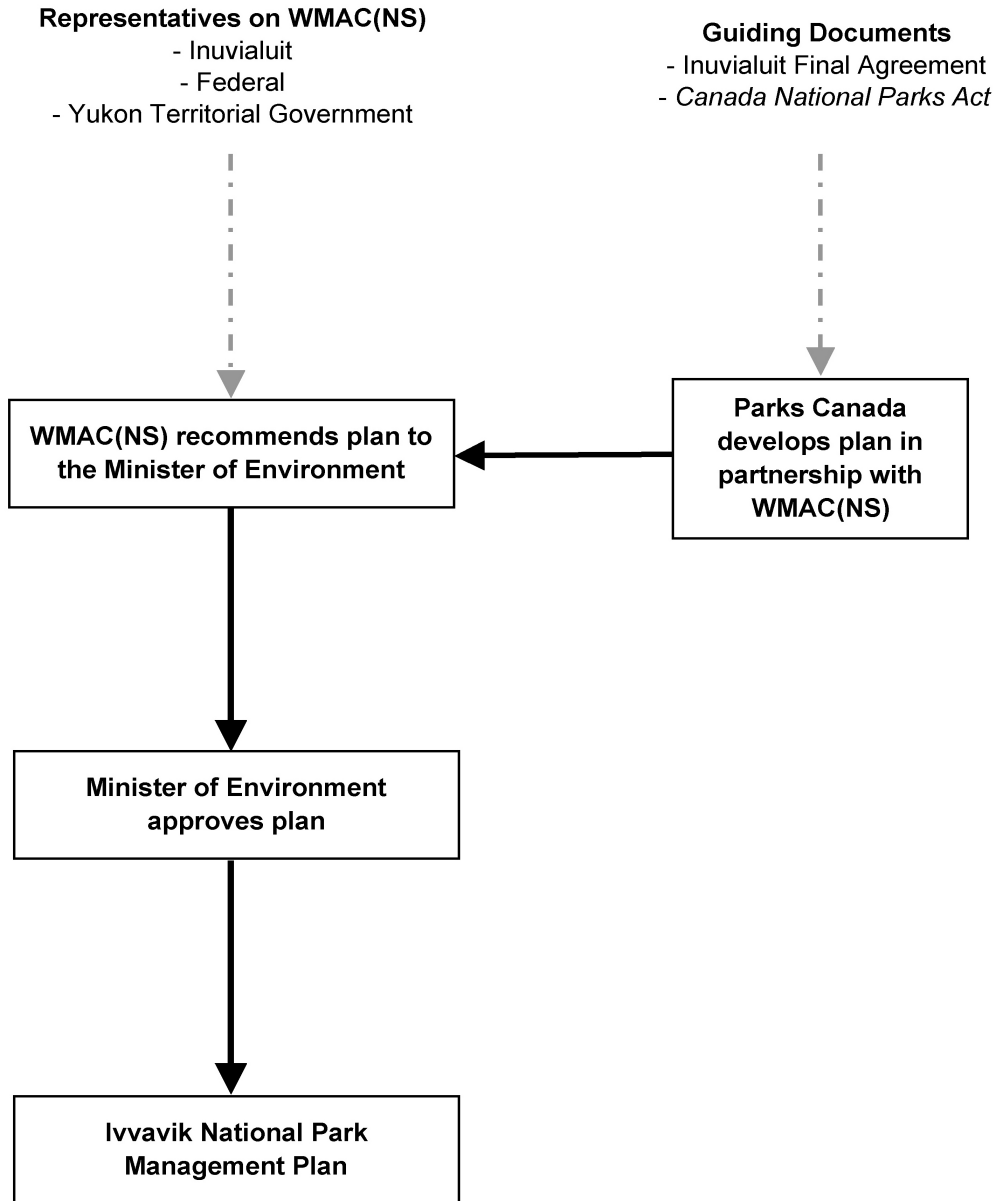 Representatives on WMAC(NS)
- Inuvialuit
- Federal
- Yukon Territorial Government
Guiding Documents
- Inuvialuit Final Agreement
- Canada National Parks Act
WMAC(NS) recommends plan to
the Minister of Environment
Parks Canada
develops plan in
partnership with
WMAC(NS)
Minister of Environment
approves plan
Ivvavik National Park
Management Plan